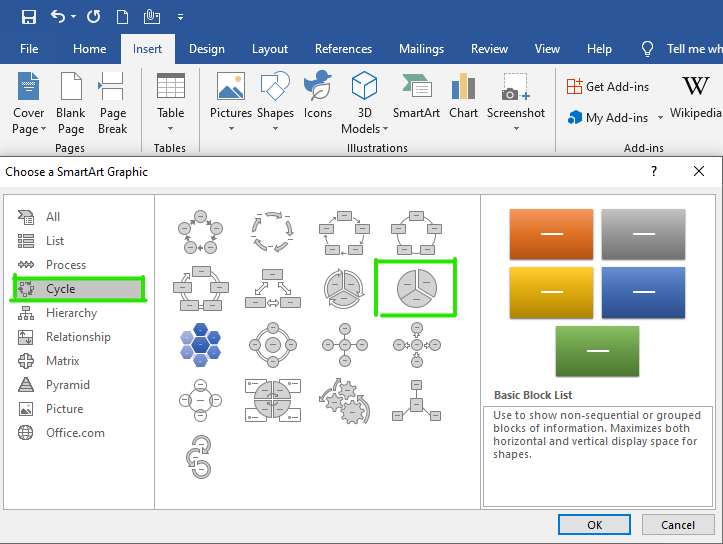 File Home Insert Design Layout References Mailings Review View Help Tell me wh
Cover Blank Page Table Pictures Shapes Icons 3D SmartArt Chart Screenshot Get Add-ins W Wikipedia
Page Page Break Models My Add-ins
Pages Tables Illustrations Add-ins
Choose a SmartArt Graphic ? ×
All
List
Process
Cycle
Hierarchy
Relationship
Matrix
Pyramid
Picture
Office.com
Basic Block List
Use to show non-sequential or grouped
blocks of information. Maximizes both
horizontal and vertical display space for
shapes.
OK Cancel